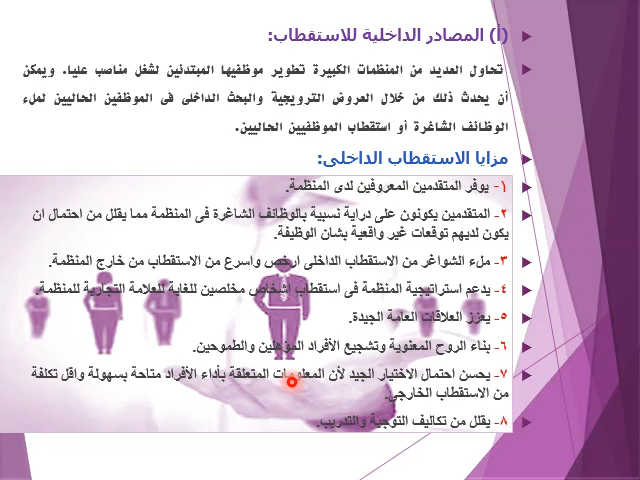 (أ) المصادر الداخلية للاستقطاب:
تحاول العديد من المنظمات الكبيرة تطوير موظفيها المبتدئين لشغل مناصب عليا. ويمكن
أن يحدث ذلك من خلال العروض الترويجية والبحث الداخلى فى الموظفين الحاليين لملء
الوظائف الشاغرة أو استقطاب الموظفيين الحاليين.
مزايا الاستقطاب الداخلى:
١- يوفر المتقدمين المعروفين لدى المنظمة.
٢- المتقدمين يكونون على دراية نسبية بالوظائف الشاغرة فى المنظمة مما يقلل من احتمال ان
يكون لديهم توقعات غير واقعية بشان الوظيفة.
٣- ملء الشواغر من الاستقطاب الداخلى ارخص واسرع من الاستقطاب من خارج المنظمة.
٤- يدعم استراتيجية المنظمة فى استقطاب أشخاص مخلصين للغاية للعلامة التجارية للمنظمة.
٥- يعزز العلاقات العامة الجيدة.
٦- بناء الروح المعنوية وتشجيع الأفراد المؤهلين والطموحين.
٧- يحسن احتمال الاختيار الجيد لأن المعلومات المتعلقة بأداء الأفراد متاحة بسهولة واقل تكلفة
من الاستقطاب الخارجى.
٨- يقلل من تكاليف التوجية والتدريب.